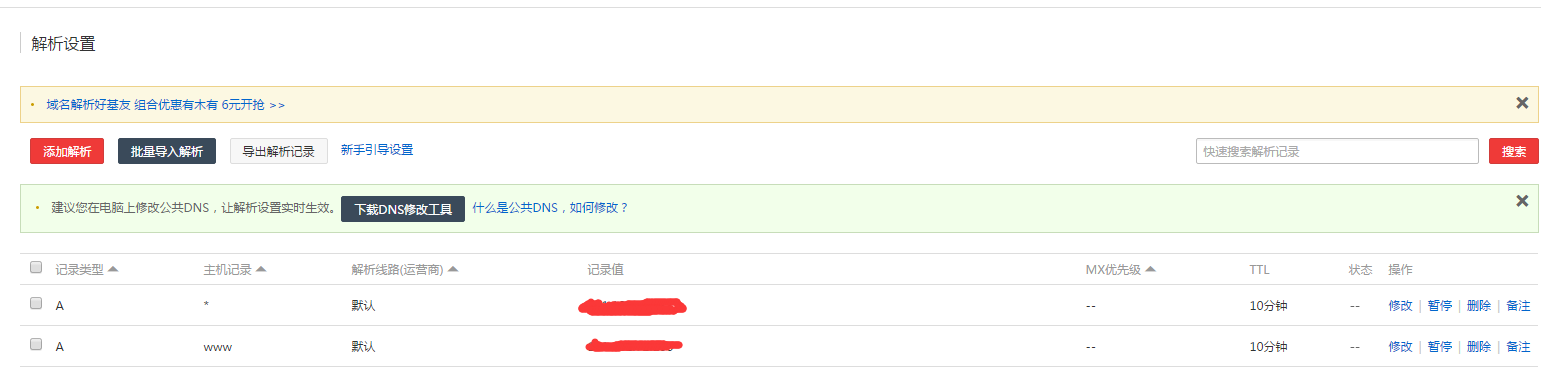 解析设置
域名解析好基友 组合优惠有木有 6元开抢 >>
添加解析 批量导入解析 导出解析记录 新手引导设置 快速搜索解析记录 搜索
建议您在电脑上修改公共DNS，让解析设置实时生效。 下载DNS修改工具 什么是公共DNS，如何修改？
记录类型 主机记录 解析线路(运营商) 记录值 MX优先级 TTL 状态 操作
A * 默认 -- 10分钟 -- 修改 | 暂停 | 删除 | 备注
A www 默认 -- 10分钟 -- 修改 | 暂停 | 删除 | 备注